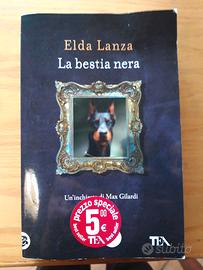 Elda Lanza
La bestia nera
Un'inchiesta di Max Gilardi
prezzo speciale
5,00
€
TEA
TEA
subito